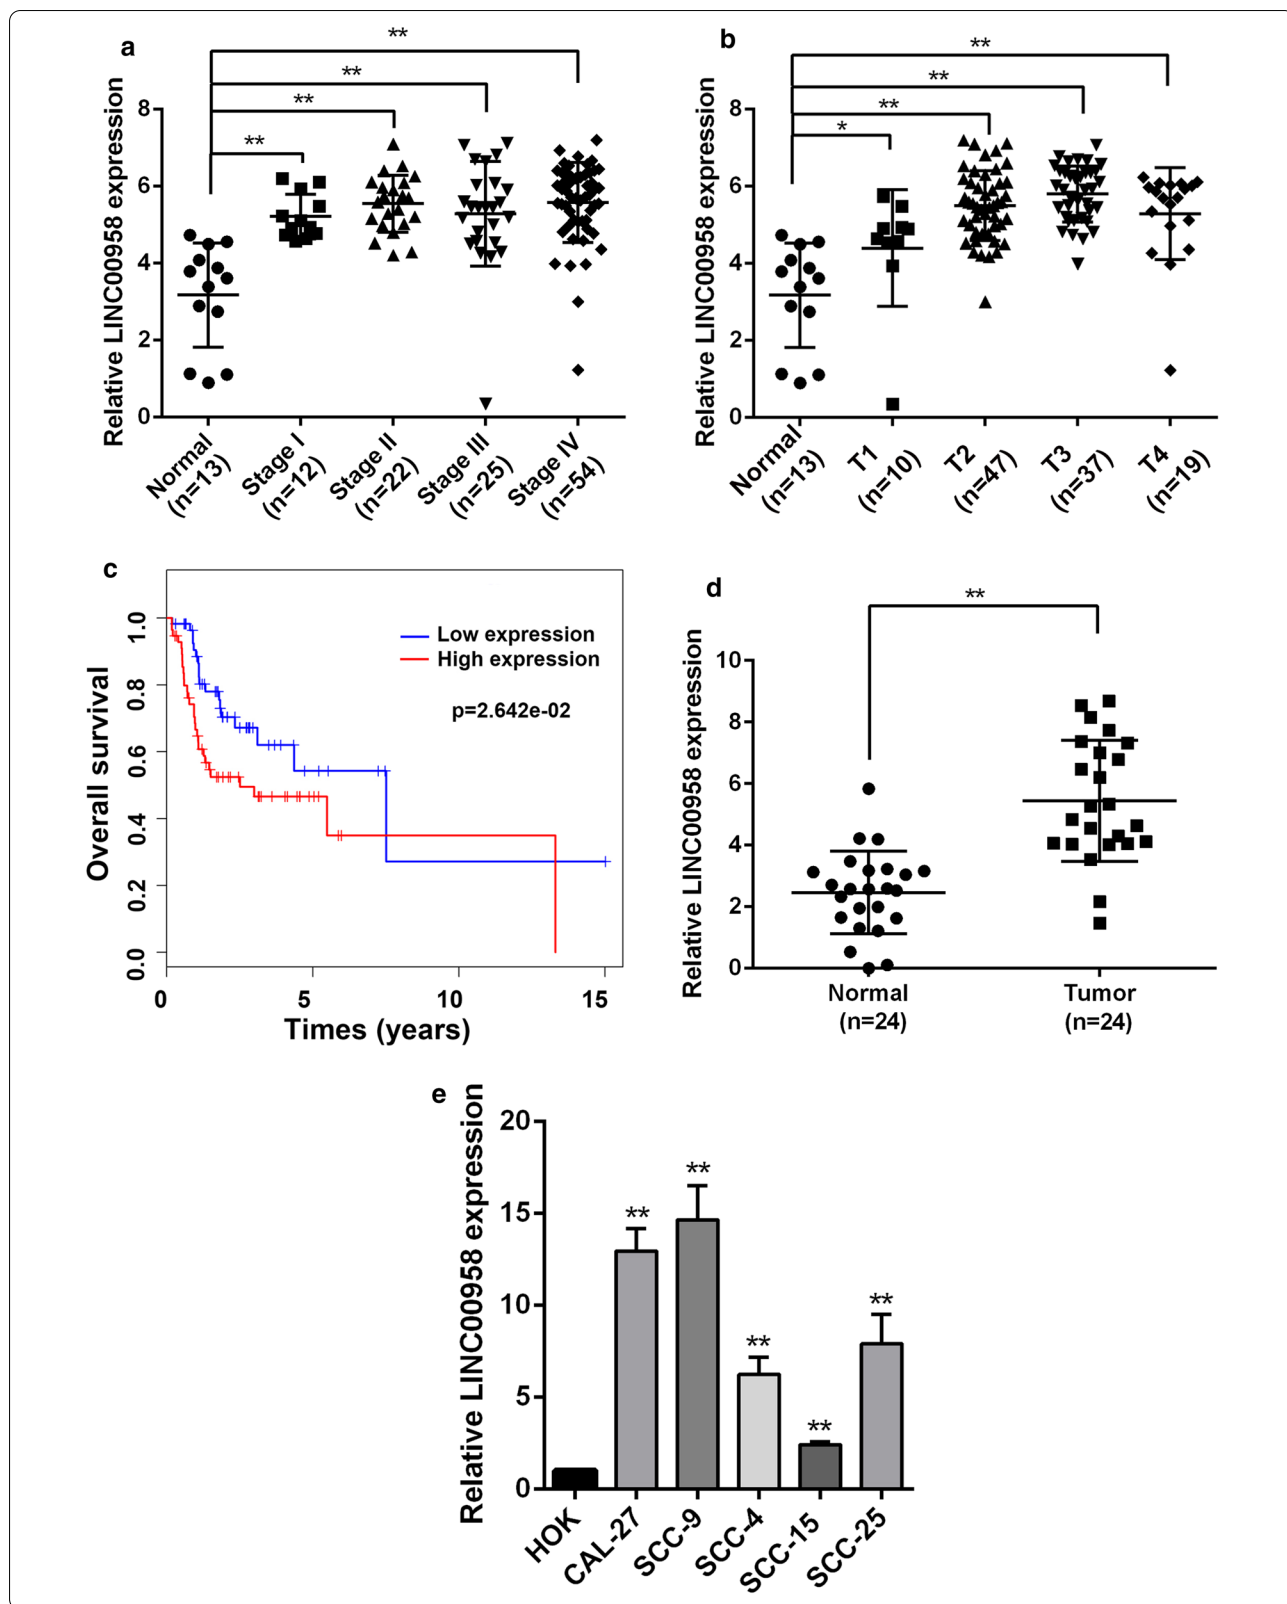 a
**
**
**
**
Relative LINC00958 expression
8
6
4
2
0
Normal
(n=13)
Stage I
(n=12)
Stage II
(n=22)
Stage III
(n=25)
Stage IV
(n=54)
b
**
**
**
*
Relative LINC00958 expression
8
6
4
2
0
Normal
(n=13)
T1
(n=10)
T2
(n=47)
T3
(n=37)
T4
(n=19)
c
Overall survival
1.0
0.8
0.6
0.4
0.2
0.0
Low expression
High expression
p=2.642e-02
0 5 10 15
Times (years)
d
**
Relative LINC00958 expression
10
8
6
4
2
0
Normal
(n=24)
Tumor
(n=24)
e
Relative LINC00958 expression
20
15
10
5
0
**
**
**
**
**
HOK
CAL-27
SCC-9
SCC-4
SCC-15
SCC-25